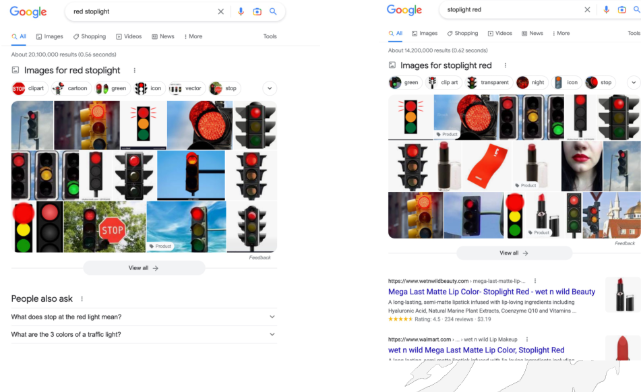 Google
red stoplight
All Images Shopping Videos News More Tools
About 20,100,000 results (0.56 seconds)
Images for red stoplight
STOP clipart cartoon green icon vector stop
STOP
Product
Feedback
View all →
People also ask
What does stop at the red light mean?
What are the 3 colors of a traffic light?
Google
stoplight red
All Images Shopping Videos News More Tools
About 14,200,000 results (0.62 seconds)
Images for stoplight red
green clip art transparent night icon stop
Product
Product
Product
Feedback
View all →
https://www.wetnwildbeauty.com › mega-last-matte-lip-...
Mega Last Matte Lip Color- Stoplight Red - wet n wild Beauty
A long-lasting, semi-matte lipstick infused with lip-loving ingredients including
Hyaluronic Acid, Natural Marine Plant Extracts, Coenzyme Q10 and Vitamins ...
Rating: 4.5 · 224 reviews · $3.19
https://www.walmart.com › ... › wet n wild Lip Makeup
wet n wild Mega Last Matte Lip Color, Stoplight Red